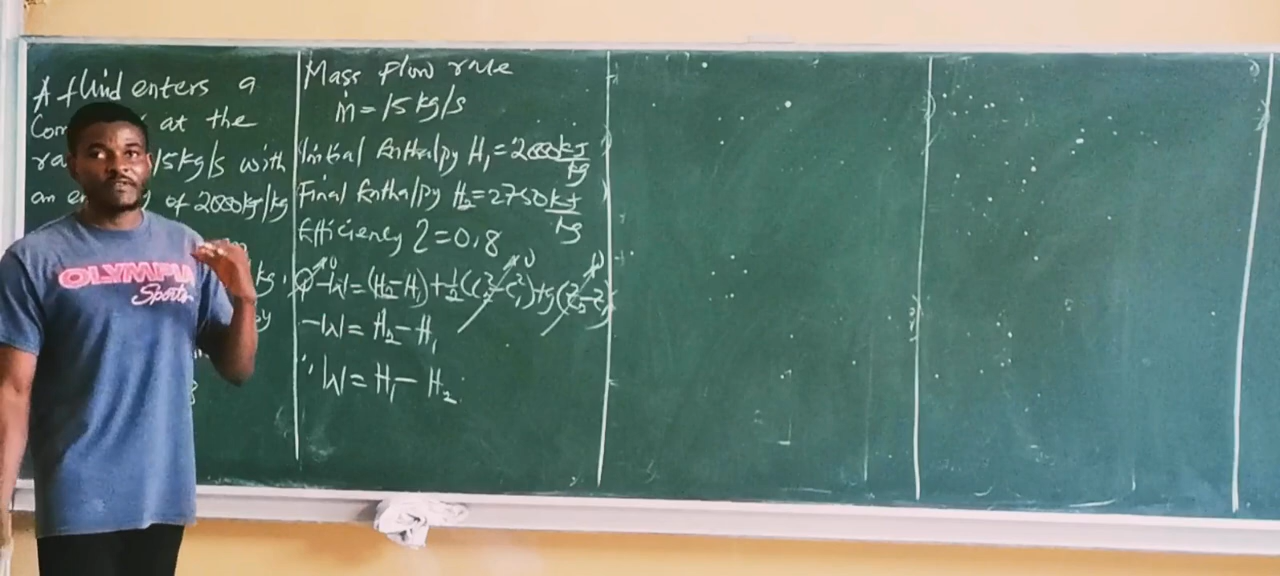 A fluid enters a
Com at the
ra 15kg/s with
an en of 2000kJ/kg
kg.
Mass flow rate
ṁ = 15kg/s
Initial Enthalpy H₁ = 2000kJ/kg
Final Enthalpy H₂ = 2750kJ/kg
Efficiency η = 0.8
Q - W = (H₂-H₁) + ½(C₂²-C₁²) + g(Z₂-Z₁)
-W = H₂ - H₁
∴ W = H₁ - H₂
OLYMPIA
Sports